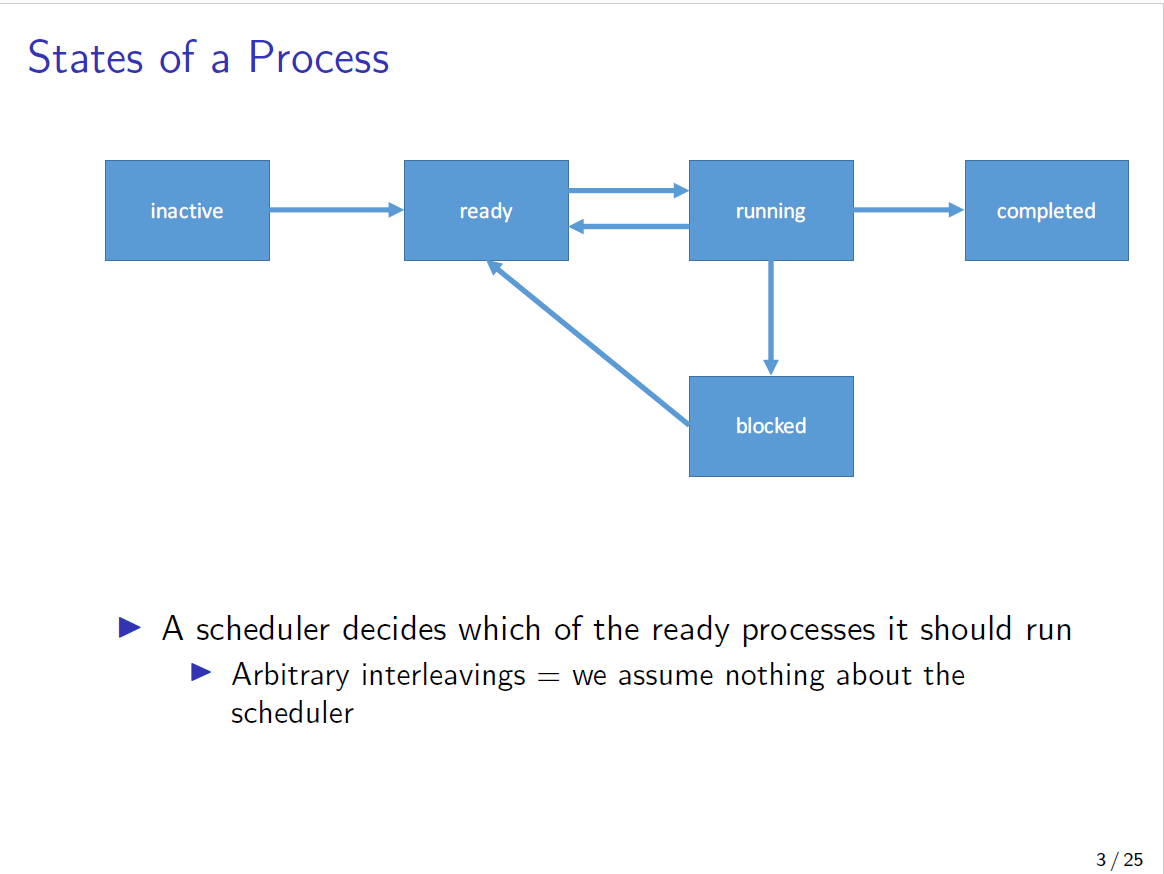 States of a Process
inactive
ready
running
completed
blocked
A scheduler decides which of the ready processes it should run
Arbitrary interleavings = we assume nothing about the
scheduler
3 / 25